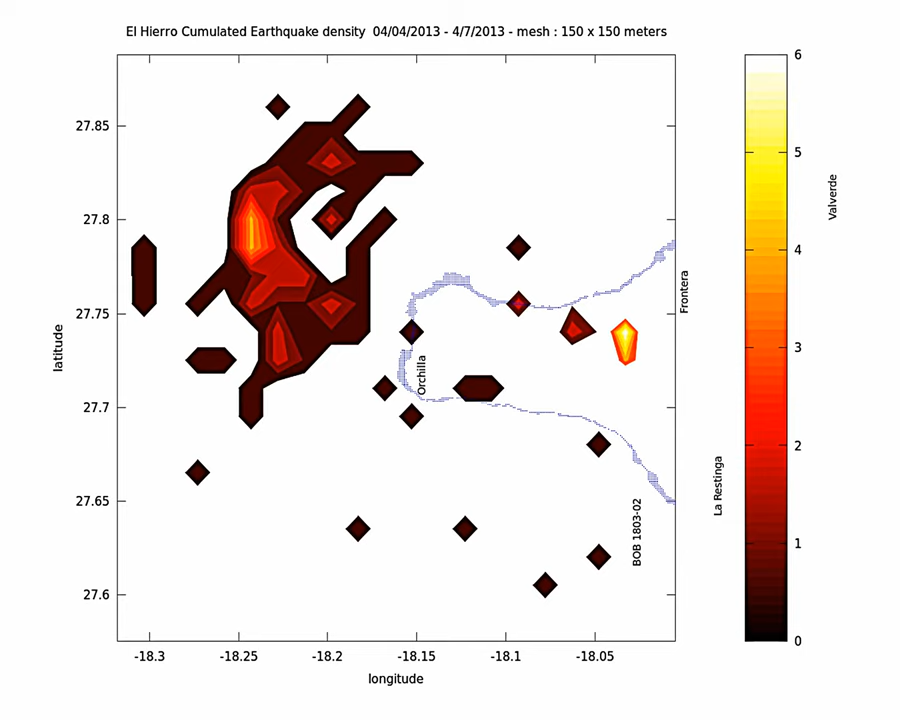 El Hierro Cumulated Earthquake density 04/04/2013 - 4/7/2013 - mesh : 150 x 150 meters
27.85
27.8
27.75
27.7
27.65
27.6
latitude
-18.3
-18.25
-18.2
-18.15
-18.1
-18.05
longitude
Orchilla
BOB 1803-02
Frontera
La Restinga
Valverde
6
5
4
3
2
1
0